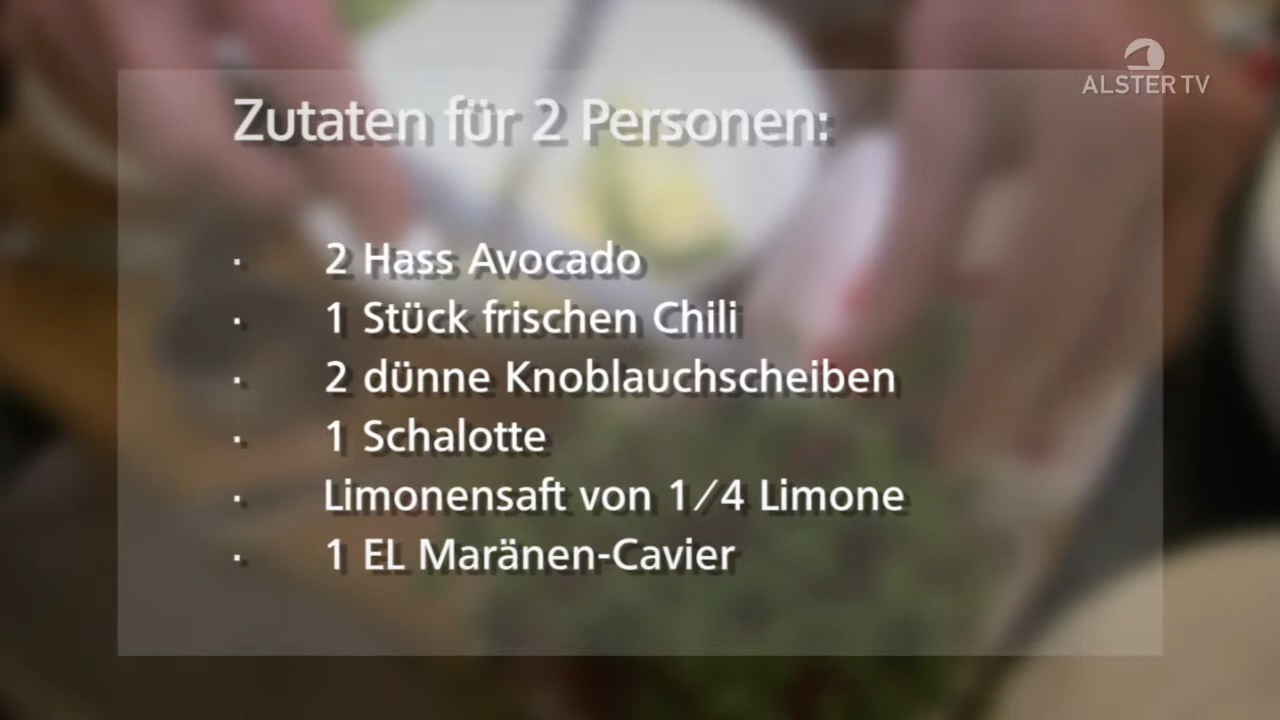 ALSTER TV
Zutaten für 2 Personen:
· 2 Hass Avocado
· 1 Stück frischen Chili
· 2 dünne Knoblauchscheiben
· 1 Schalotte
· Limonensaft von 1/4 Limone
· 1 EL Maränen-Cavier